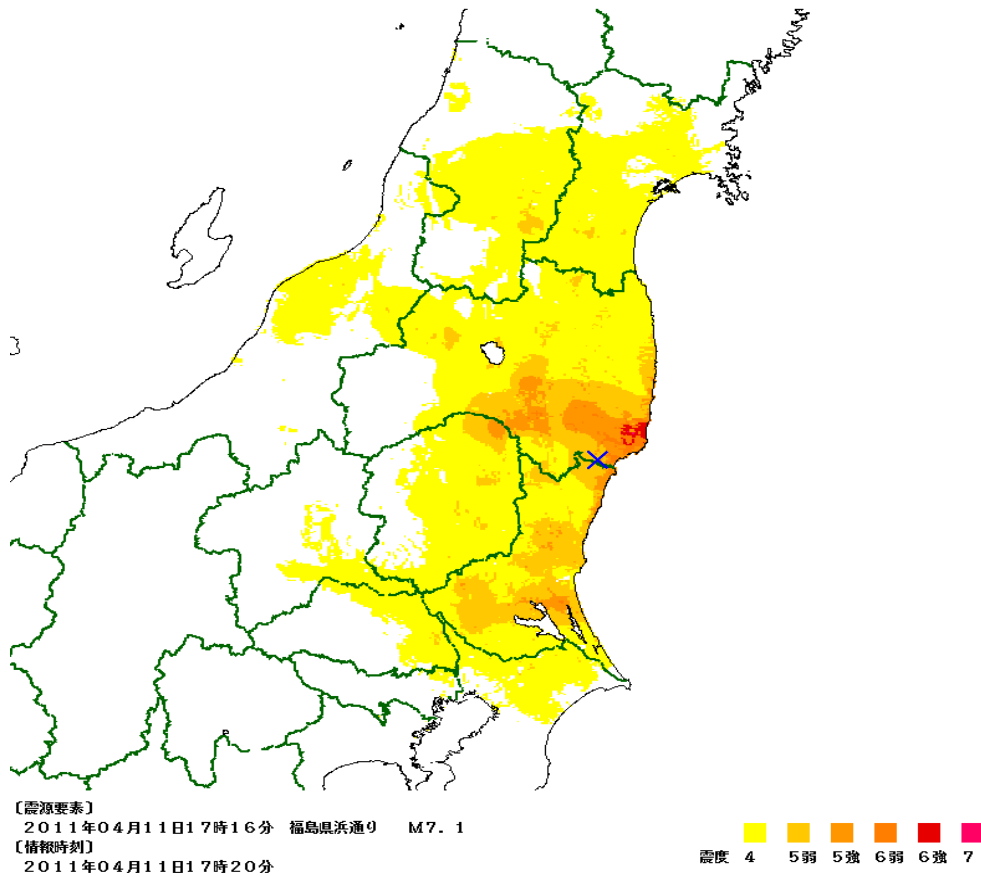 〔震源要素〕
2011年04月11日17時16分 福島県浜通り M7.1
〔情報時刻〕
2011年04月11日17時20分
震度 4 5弱 5強 6弱 6強 7